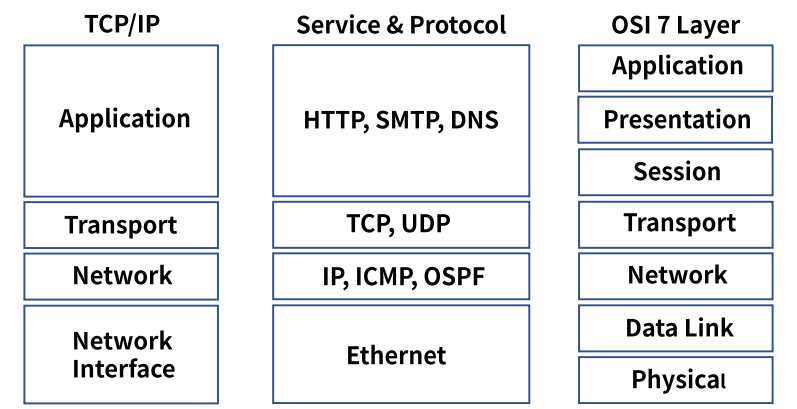 TCP/IP
Application
Transport
Network
Network
Interface
Service & Protocol
HTTP, SMTP, DNS
TCP, UDP
IP, ICMP, OSPF
Ethernet
OSI 7 Layer
Application
Presentation
Session
Transport
Network
Data Link
Physical